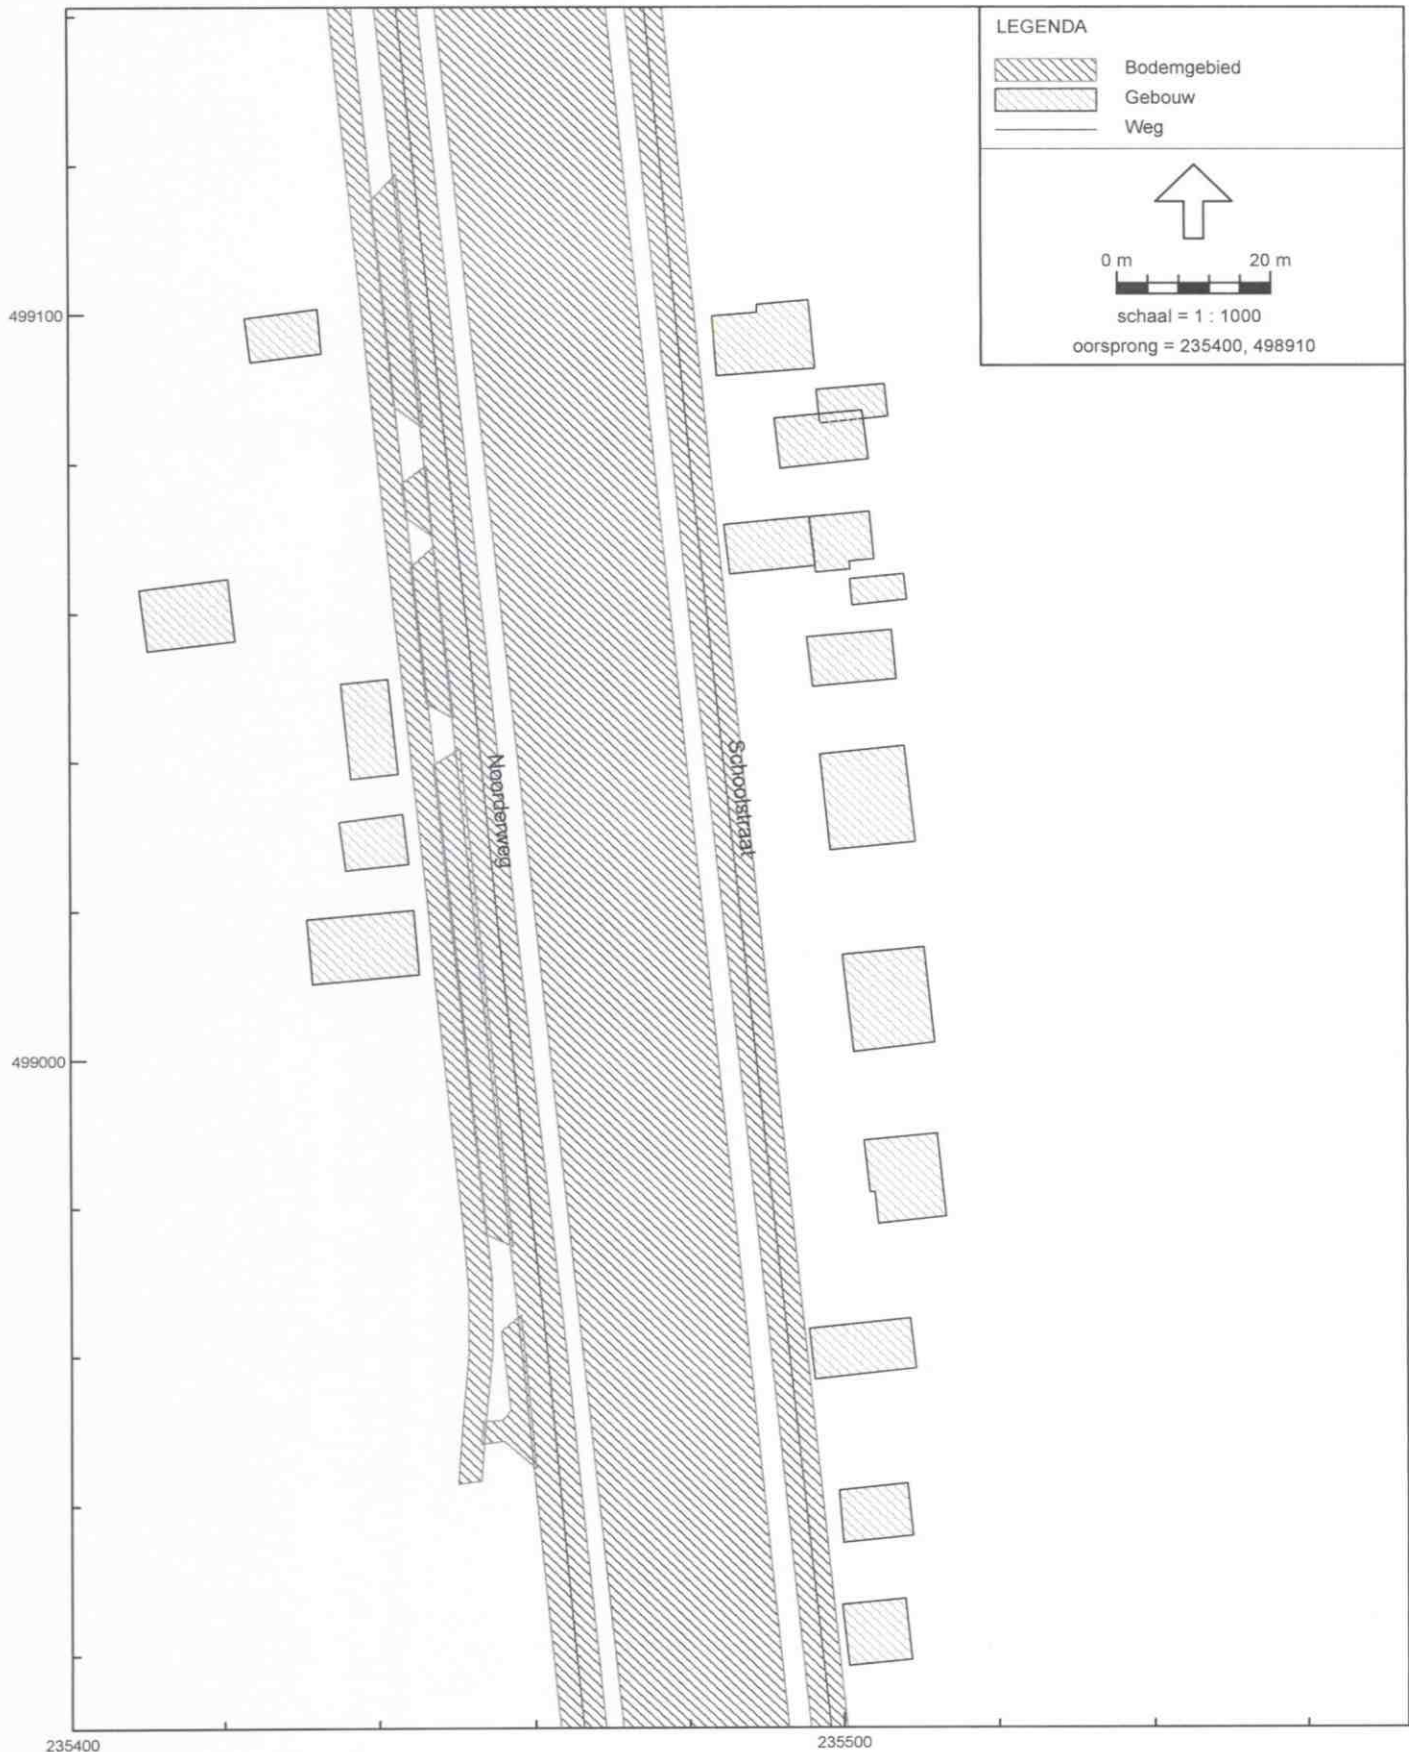 LEGENDA
Bodemgebied
Gebouw
Weg
0 m 20 m
schaal = 1 : 1000
oorsprong = 235400, 498910
499100
Noorderweg
Schoolstraat
499000
235400
235500